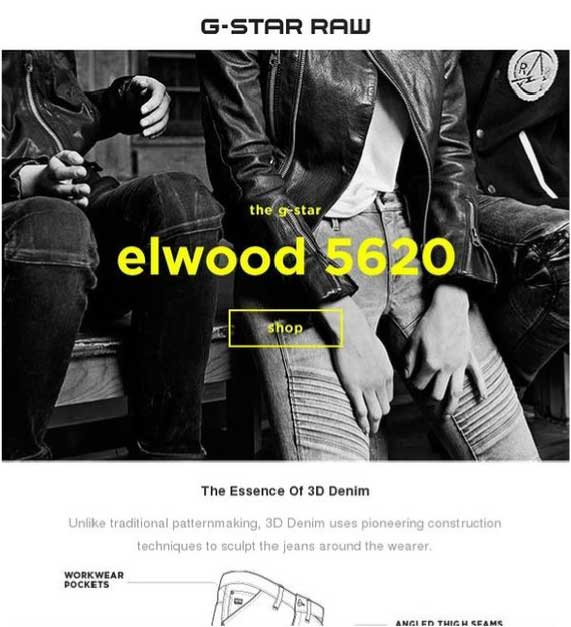 G-STAR RAW
R
the g-star
elwood 5620
shop
The Essence Of 3D Denim
Unlike traditional patternmaking, 3D Denim uses pioneering construction
techniques to sculpt the jeans around the wearer.
WORKWEAR
POCKETS
ANGLED THIGH SEAMS